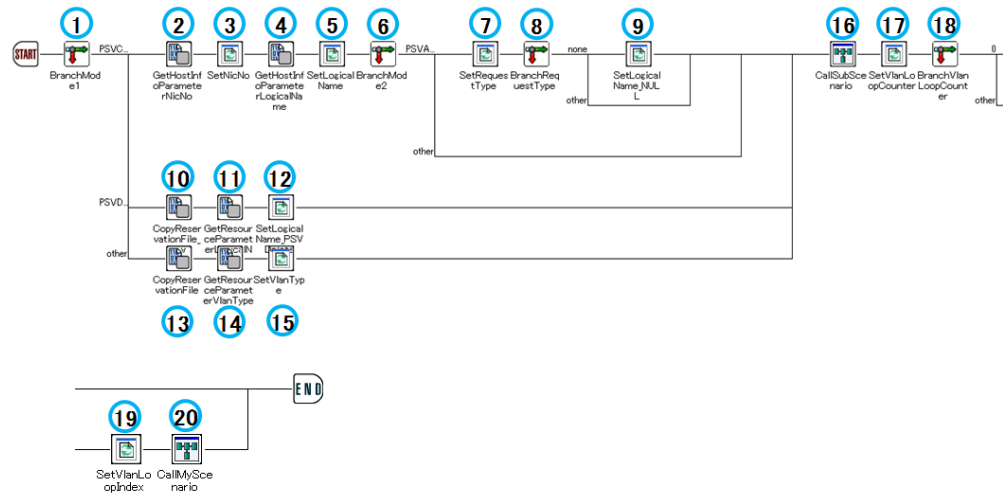 1
2
3
4
5
6
7
8
9
16
17
18
START
PSVC...
PSVA...
none
0
BranchMod
e1
GetHostInf
oParamete
rNicNo
SetNicNo
GetHostInf
oParamete
rLogicalNa
me
SetLogical
Name
BranchMod
e2
SetReques
tType
BranchReq
uestType
SetLogical
Name_NUL
L
CallSubSce
nario
SetVlanLo
opCounter
BranchVlan
LoopCount
er
other
other
other
10
11
12
PSVD...
CopyReser
vationFile_
GetResour
ceParamet
SetLogical
Name_PSV
other
CopyReser
vationFile
GetResour
ceParamet
erVlanType
SetVlanTyp
e
13
14
15
END
19
20
SetVlanLo
opIndex
CallMySce
nario